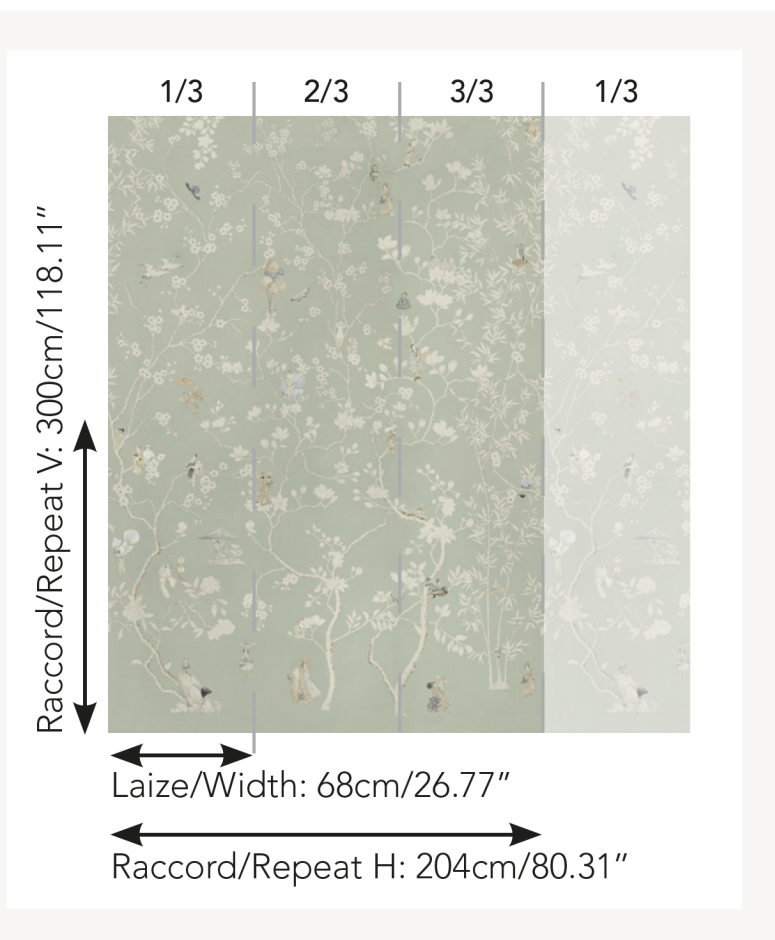 1/3 2/3 3/3 1/3
Raccord/Repeat V: 300cm/118.11”
Laize/Width: 68cm/26.77”
Raccord/Repeat H: 204cm/80.31”